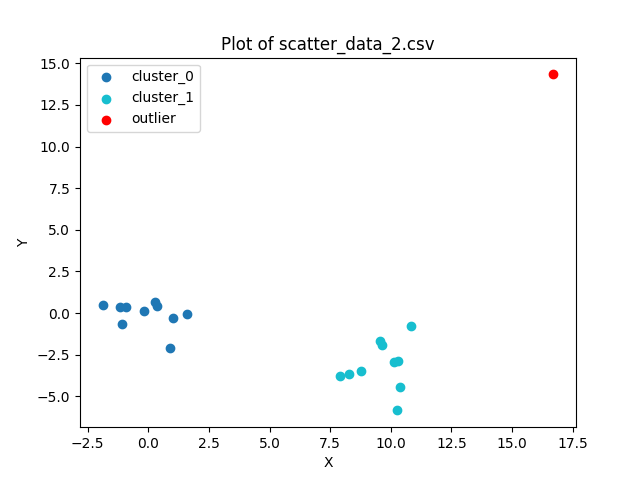 Plot of scatter_data_2.csv
15.0
12.5
10.0
7.5
5.0
2.5
0.0
−2.5
−5.0
Y
cluster_0
cluster_1
outlier
−2.5 0.0 2.5 5.0 7.5 10.0 12.5 15.0 17.5
X